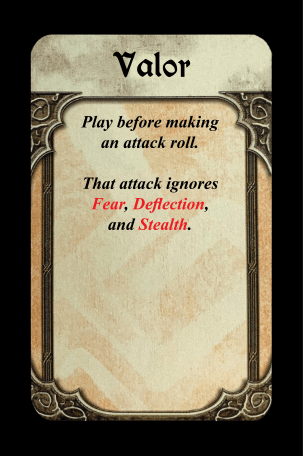 Valor
Play before making
an attack roll.
That attack ignores
Fear, Deflection,
and Stealth.